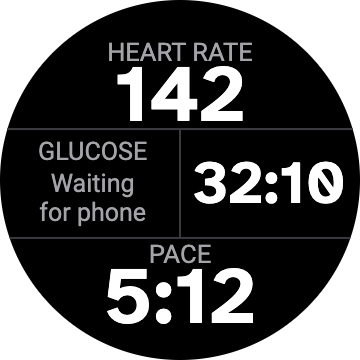 HEART RATE
142
GLUCOSE
Waiting
for phone
32:10
PACE
5:12